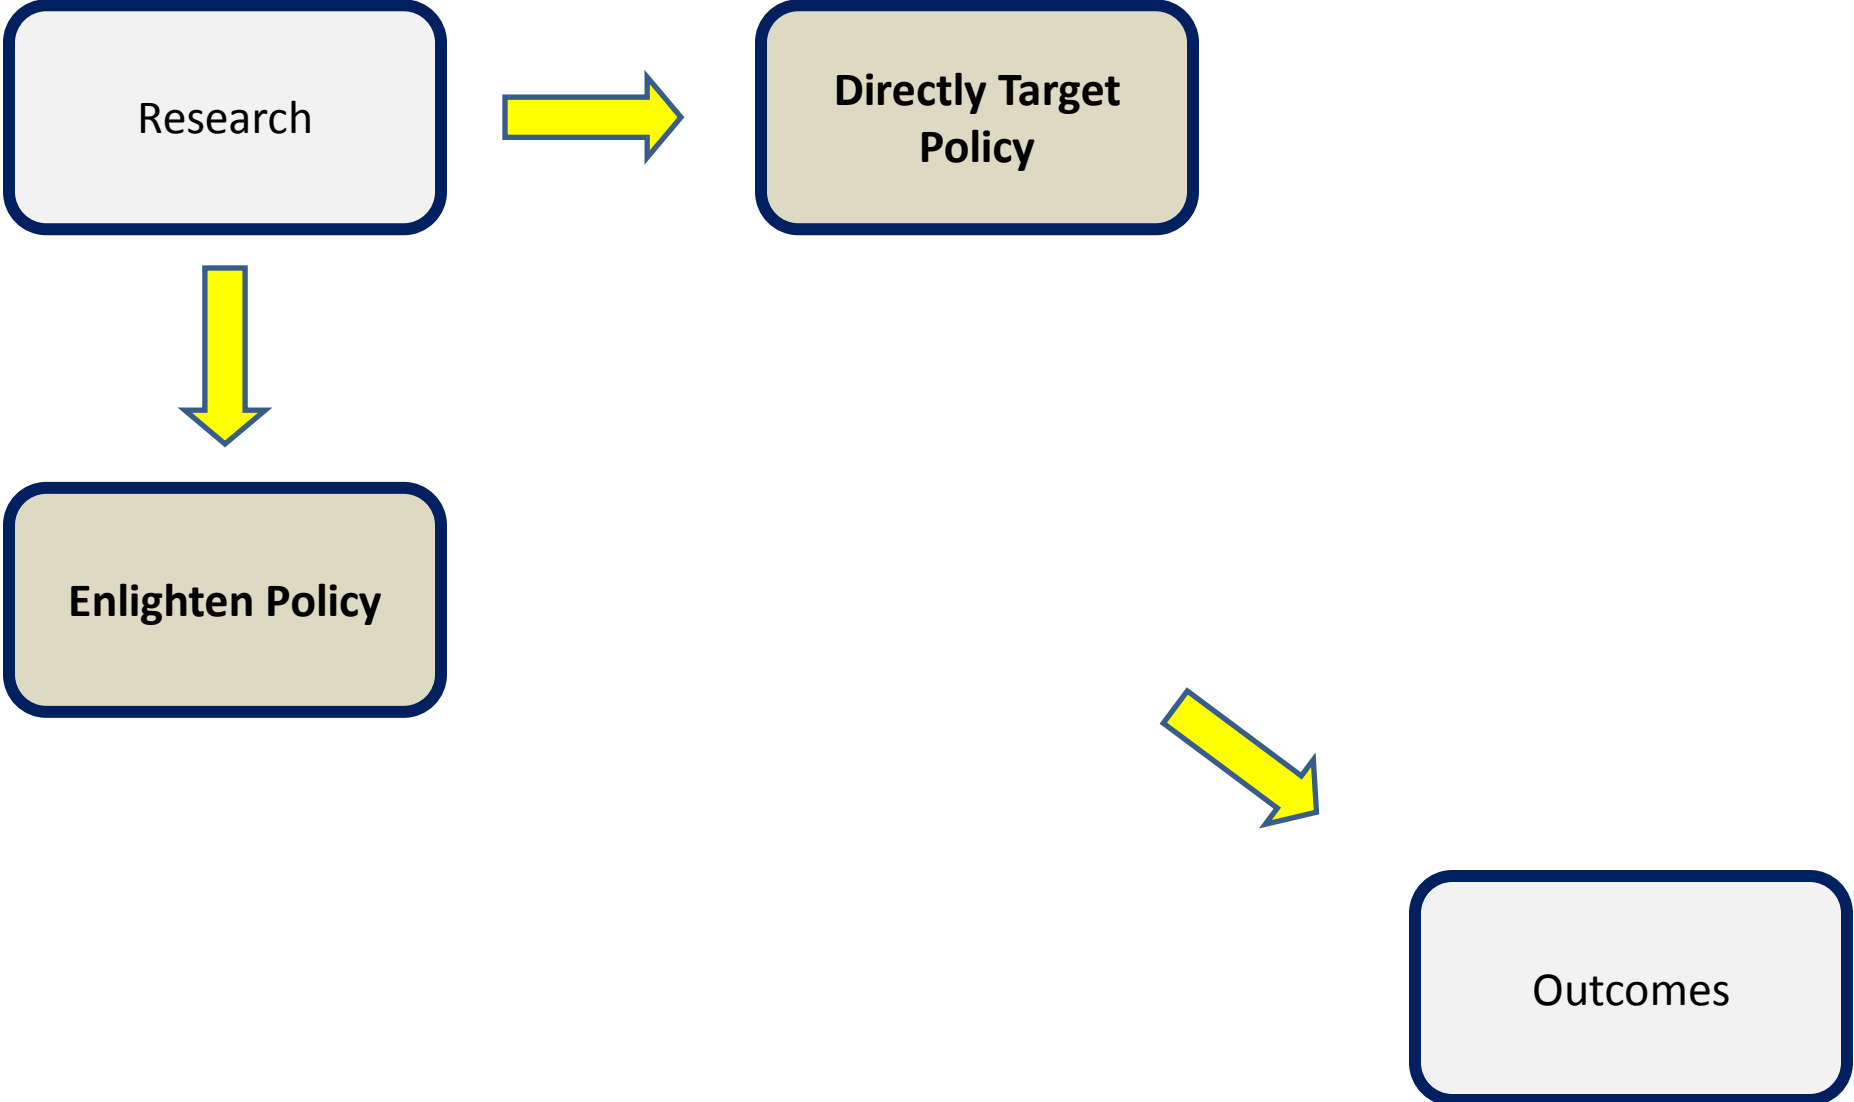 Research
Directly Target
Policy
Enlighten Policy
Outcomes